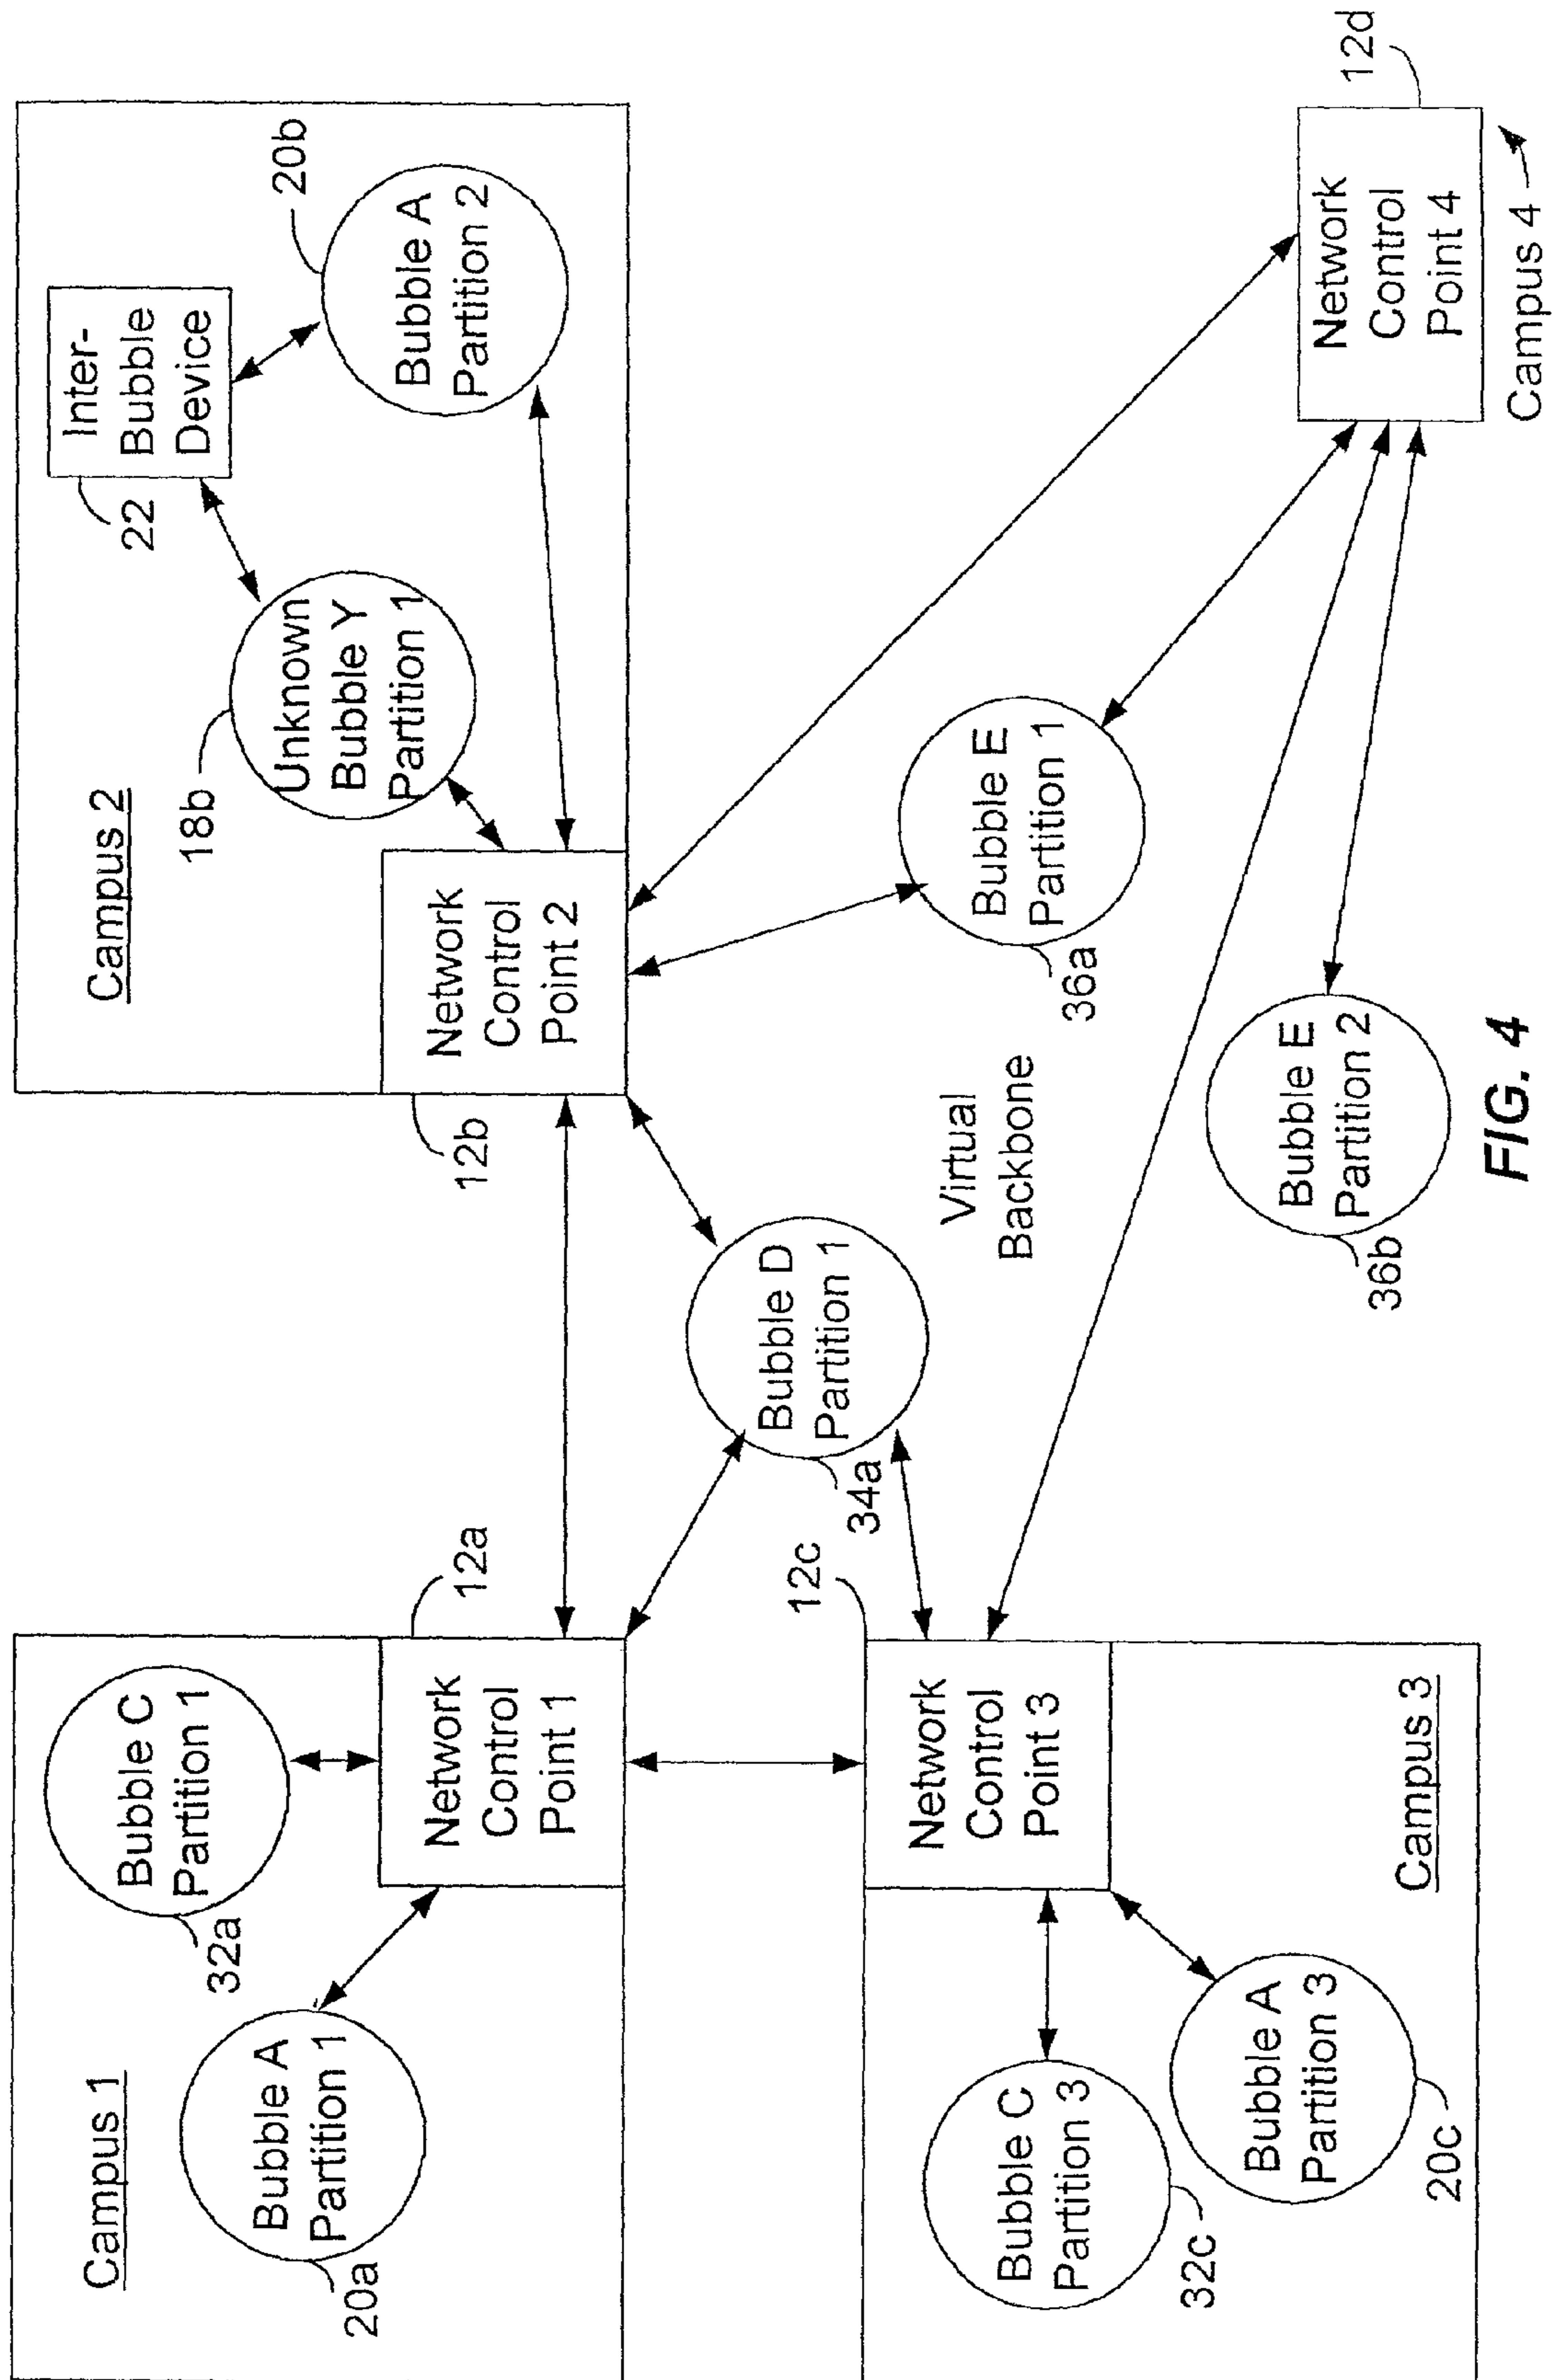 Campus 1
Bubble A
Partition 1
20a
Bubble C
Partition 1
32a
Network
Control
Point 1
12a
Campus 2
Unknown
Bubble Y
Partition 1
18b
Inter-
Bubble
Device
22
Bubble A
Partition 2
20b
Network
Control
Point 2
12b
Bubble D
Partition 1
34a
Virtual
Backbone
Bubble E
Partition 1
36a
Network
Control
Point 3
12c
Bubble C
Partition 3
32c
Bubble A
Partition 3
20c
Campus 3
Bubble E
Partition 2
36b
Network
Control
Point 4
12d
Campus 4
FIG. 4